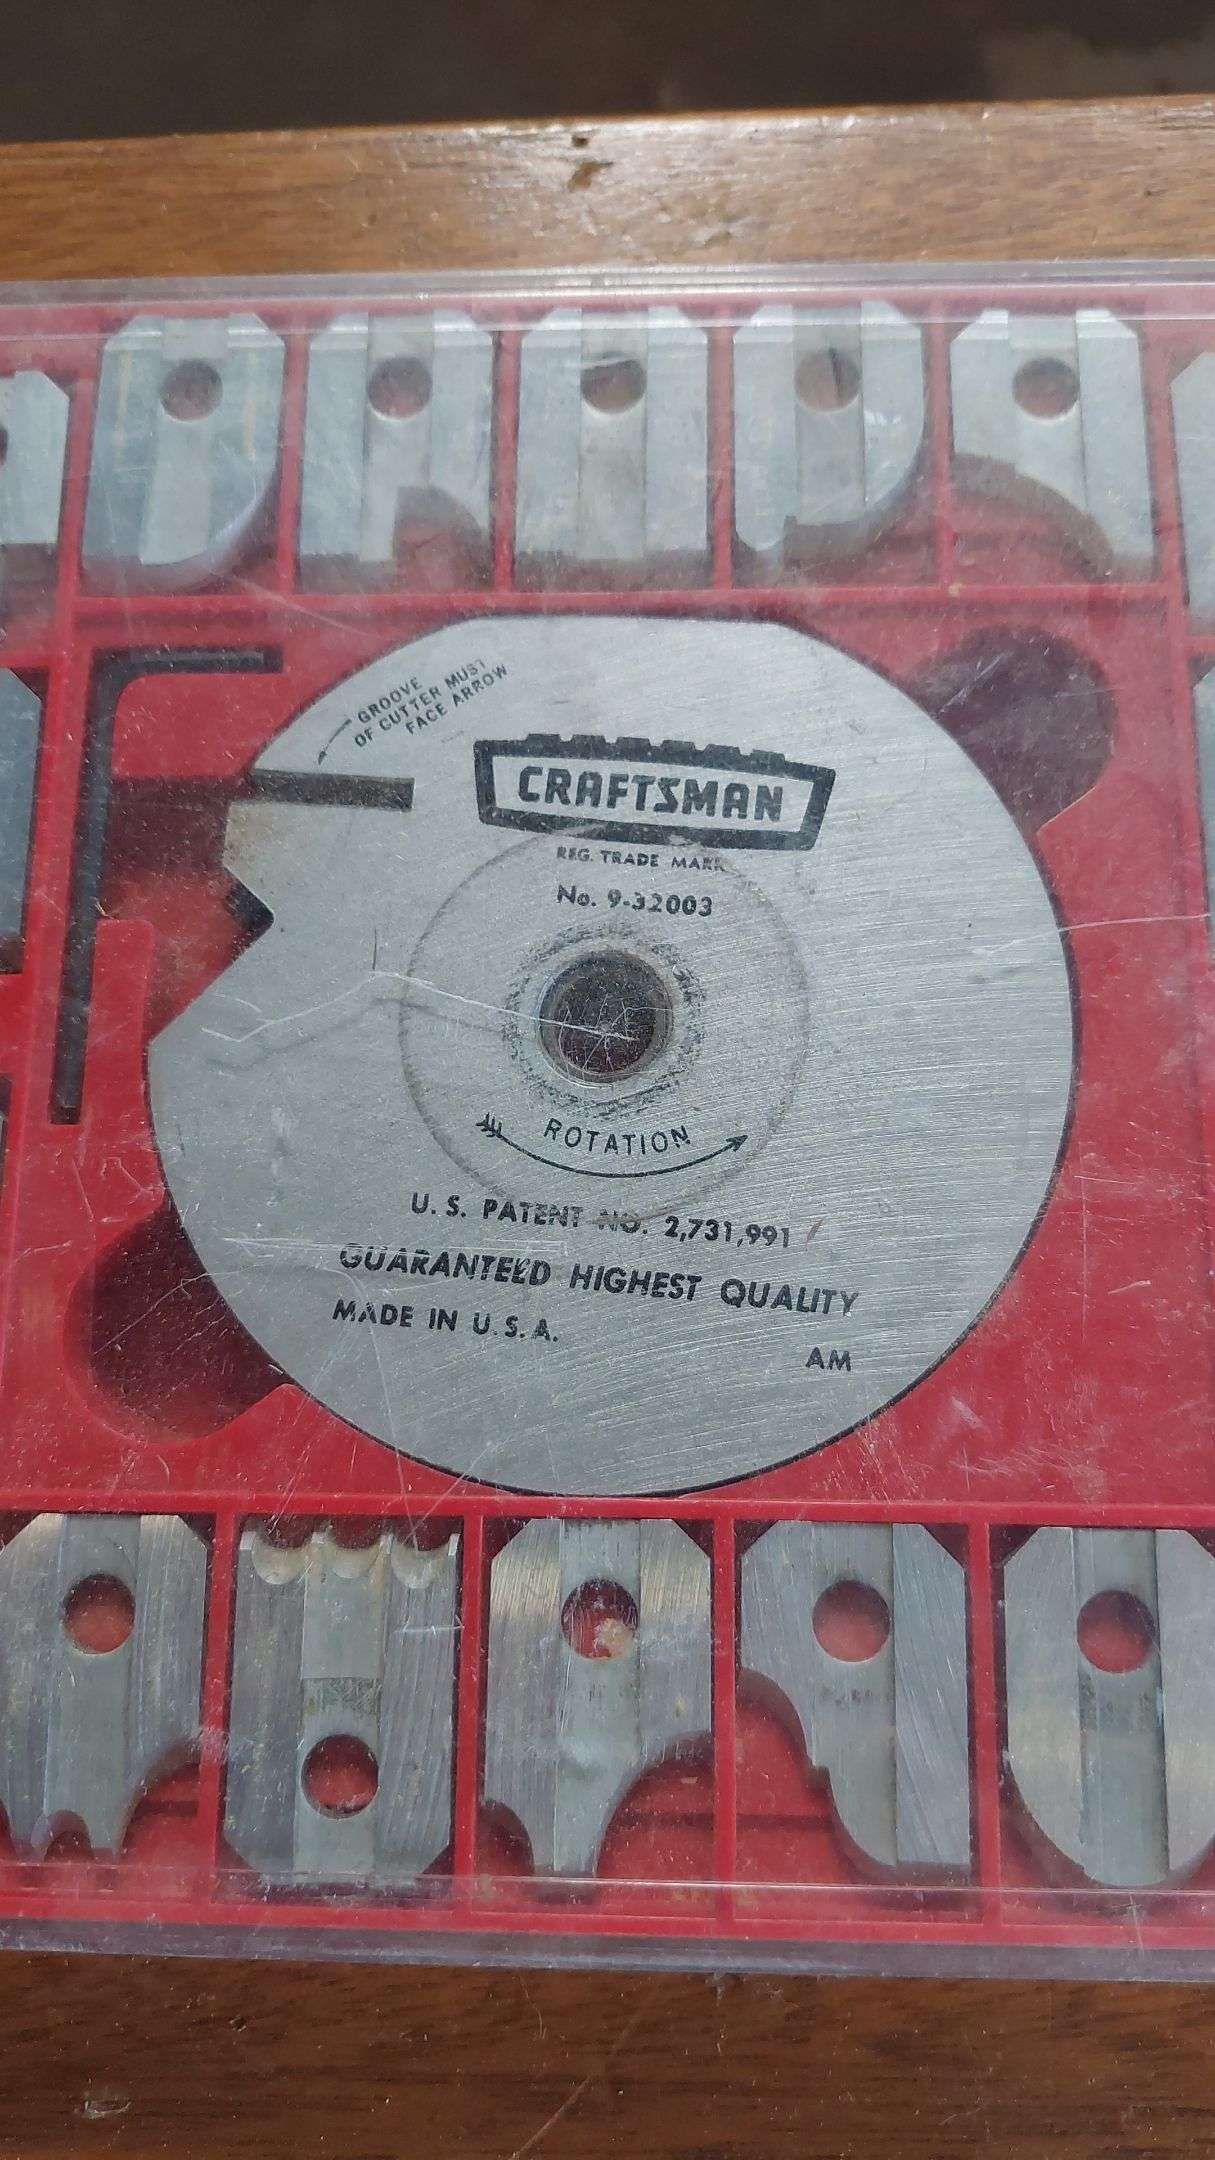 GROOVE
OF CUTTER MUST
FACE ARROW
CRAFTSMAN
REG. TRADE MARK
No. 9-32003
ROTATION
U. S. PATENT NO. 2,731,991
GUARANTEED HIGHEST QUALITY
MADE IN U. S. A.
AM